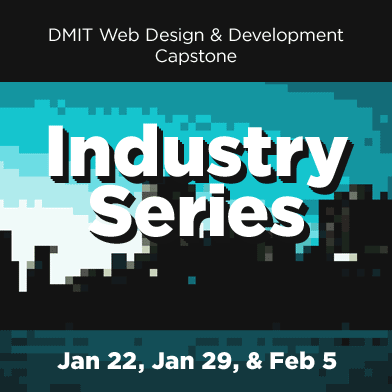 DMIT Web Design & Development
Capstone
Industry
Series
Jan 22, Jan 29, & Feb 5